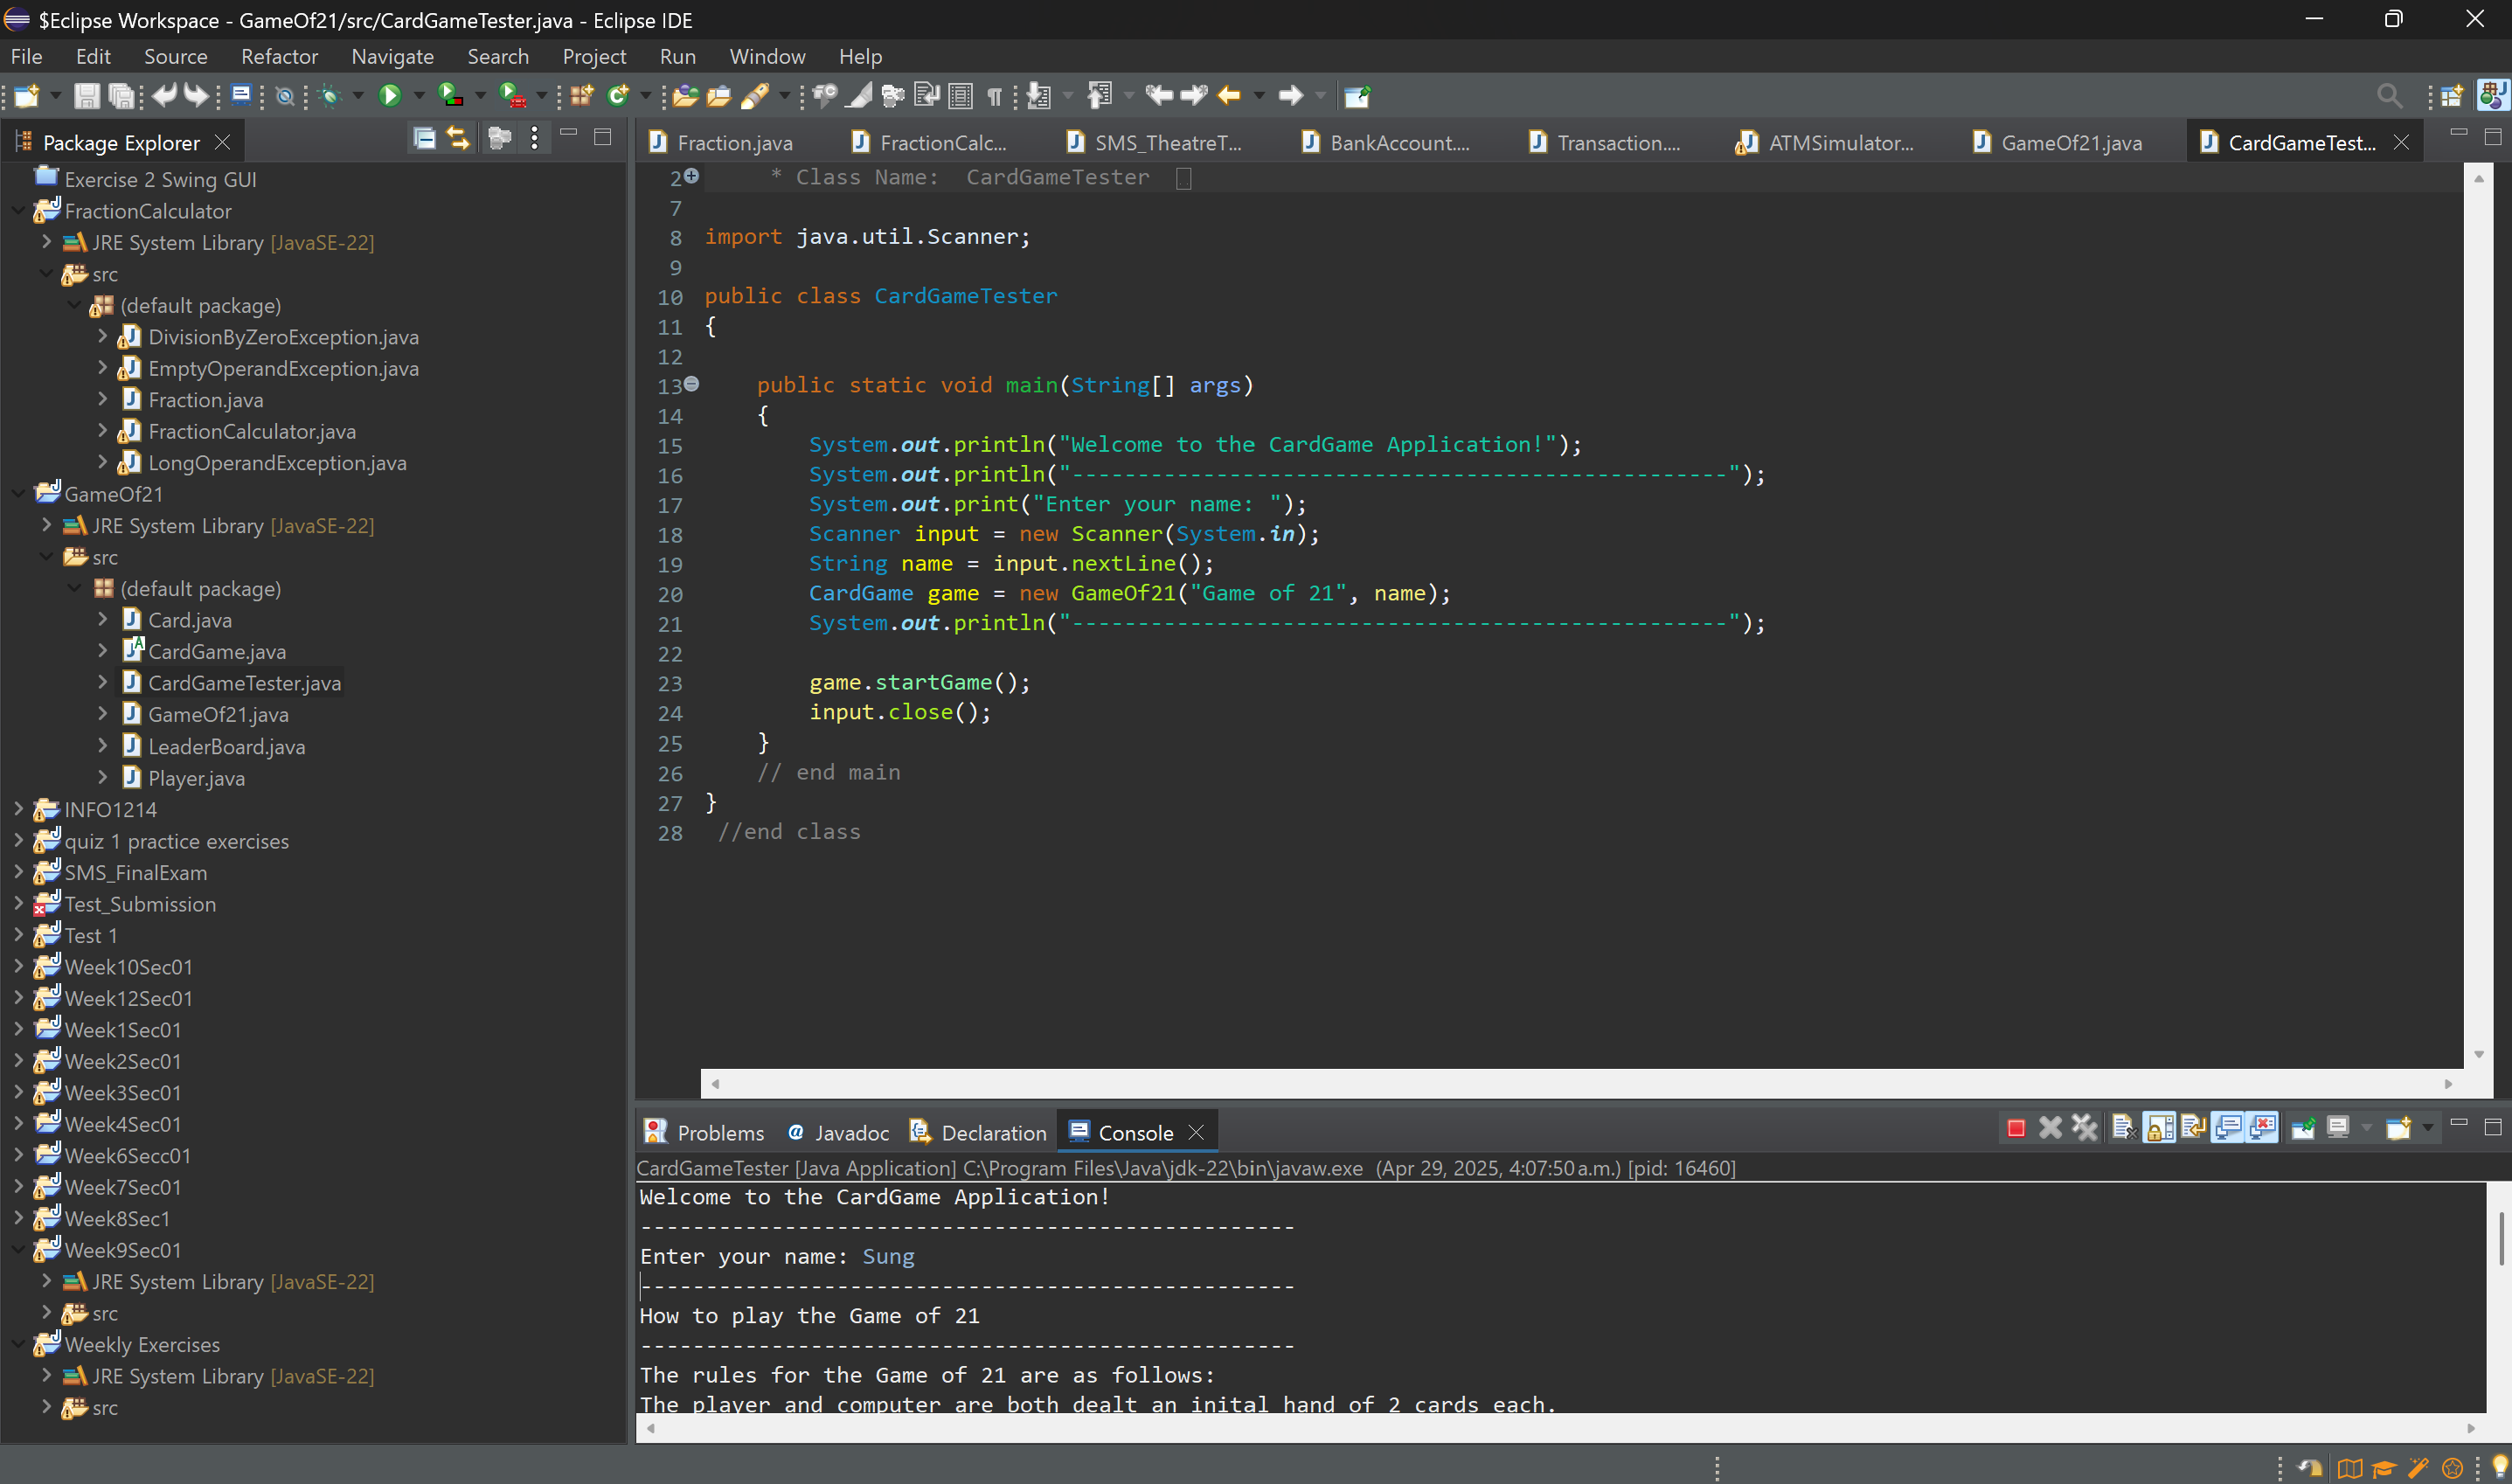 $Eclipse Workspace - GameOf21/src/CardGameTester.java - Eclipse IDE
File Edit Source Refactor Navigate Search Project Run Window Help
Package Explorer
Exercise 2 Swing GUI
FractionCalculator
JRE System Library [JavaSE-22]
src
(default package)
DivisionByZeroException.java
EmptyOperandException.java
Fraction.java
FractionCalculator.java
LongOperandException.java
GameOf21
JRE System Library [JavaSE-22]
src
(default package)
Card.java
CardGame.java
CardGameTester.java
GameOf21.java
LeaderBoard.java
Player.java
INFO1214
quiz 1 practice exercises
SMS_FinalExam
Test_Submission
Test 1
Week10Sec01
Week12Sec01
Week1Sec01
Week2Sec01
Week3Sec01
Week4Sec01
Week6Secc01
Week7Sec01
Week8Sec1
Week9Sec01
JRE System Library [JavaSE-22]
src
Weekly Exercises
JRE System Library [JavaSE-22]
src
Fraction.java FractionCalc... SMS_TheatreT... BankAccount.... Transaction.... ATMSimulator... GameOf21.java CardGameTest...
2 * Class Name: CardGameTester
7
8 import java.util.Scanner;
9
10 public class CardGameTester
11 {
12
13 public static void main(String[] args)
14 {
15 System.out.println("Welcome to the CardGame Application!");
16 System.out.println("--------------------------------------------------");
17 System.out.print("Enter your name: ");
18 Scanner input = new Scanner(System.in);
19 String name = input.nextLine();
20 CardGame game = new GameOf21("Game of 21", name);
21 System.out.println("--------------------------------------------------");
22
23 game.startGame();
24 input.close();
25 }
26 // end main
27 }
28 //end class
Problems Javadoc Declaration Console
CardGameTester [Java Application] C:\Program Files\Java\jdk-22\bin\javaw.exe (Apr 29, 2025, 4:07:50 a.m.) [pid: 16460]
Welcome to the CardGame Application!
--------------------------------------------------
Enter your name: Sung
--------------------------------------------------
How to play the Game of 21
--------------------------------------------------
The rules for the Game of 21 are as follows:
The player and computer are both dealt an inital hand of 2 cards each.